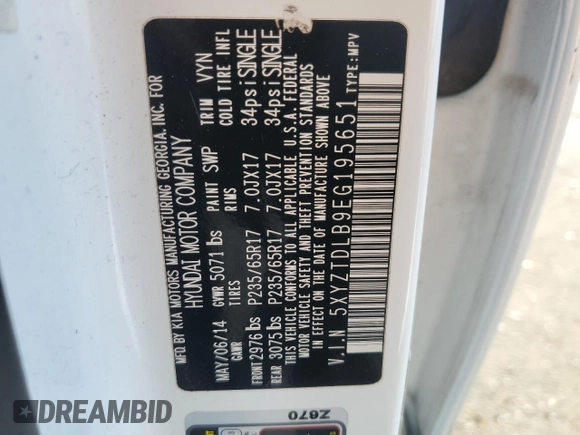 MFD. BY KIA MOTORS MANUFACTURING GEORGIA, INC. FOR
HYUNDAI MOTOR COMPANY
MAY/06/14 GVWR 5071 lbs PAINT SWP TRIM VYN
GAWR TIRES RIMS COLD TIRE INFL
FRONT 2976 lbs P235/65R17 7.0JX17 34psi SINGLE
REAR 3075 lbs P235/65R17 7.0JX17 34psi SINGLE
THIS VEHICLE CONFORMS TO ALL APPLICABLE U.S.A. FEDERAL
MOTOR VEHICLE SAFETY AND THEFT PREVENTION STANDARDS
IN EFFECT ON THE DATE OF MANUFACTURE SHOWN ABOVE
V.I.N 5XYZTDLB9EG195651 TYPE:MPV
Z670
DREAMBID